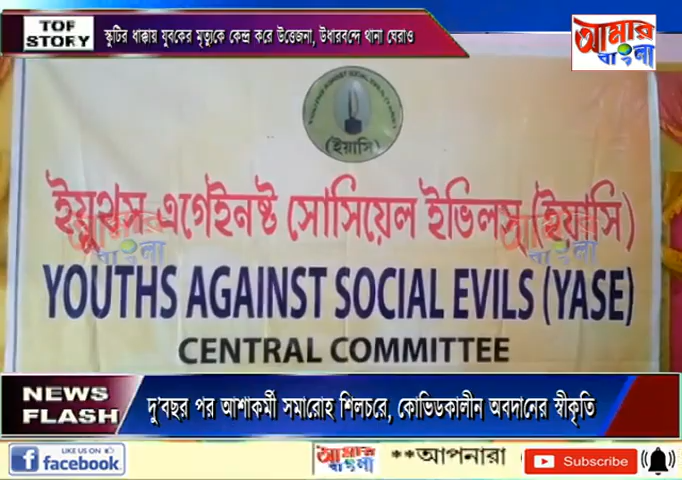 TOP STORY
স্কুটির ধাক্কায় যুবকের মৃত্যুকে কেন্দ্র করে উত্তেজনা, উধারবন্দে থানা ঘেরাও
আমার বাংলা
(ইয়াসি)
ইয়ুথস এগেইনষ্ট সোসিয়েল ইভিলস্ (ইয়াসি)
আমার বাংলা
আমার বাংলা
YOUTHS AGAINST SOCIAL EVILS (YASE)
CENTRAL COMMITTEE
NEWS FLASH
দু'বছর পর আশাকর্মী সমারোহ শিলচরে, কোভিডকালীন অবদানের স্বীকৃতি
LIKE US ON
facebook.
আমার বাংলা
**আপনারা
Subscribe